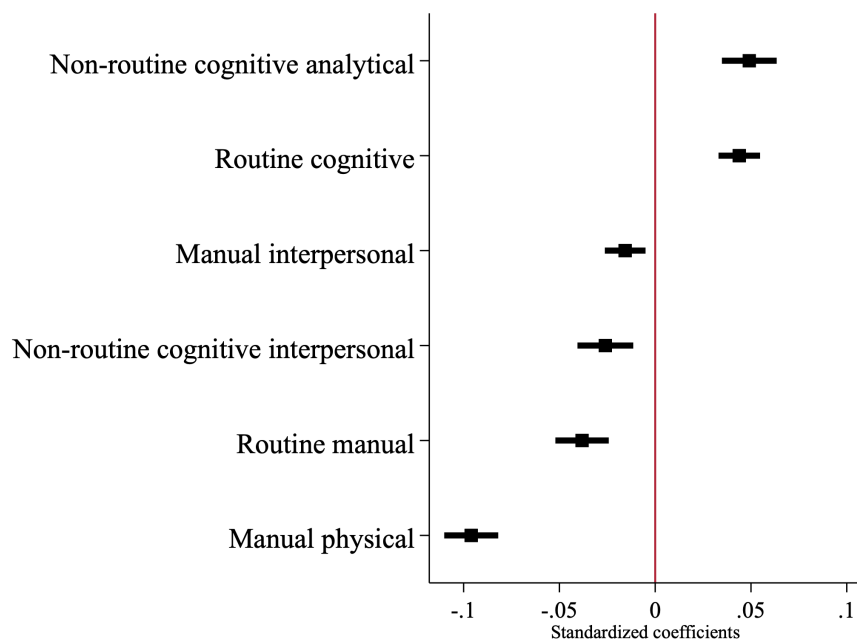 Non-routine cognitive analytical
Routine cognitive
Manual interpersonal
Non-routine cognitive interpersonal
Routine manual
Manual physical
-.1 -.05 0 .05 .1
Standardized coefficients